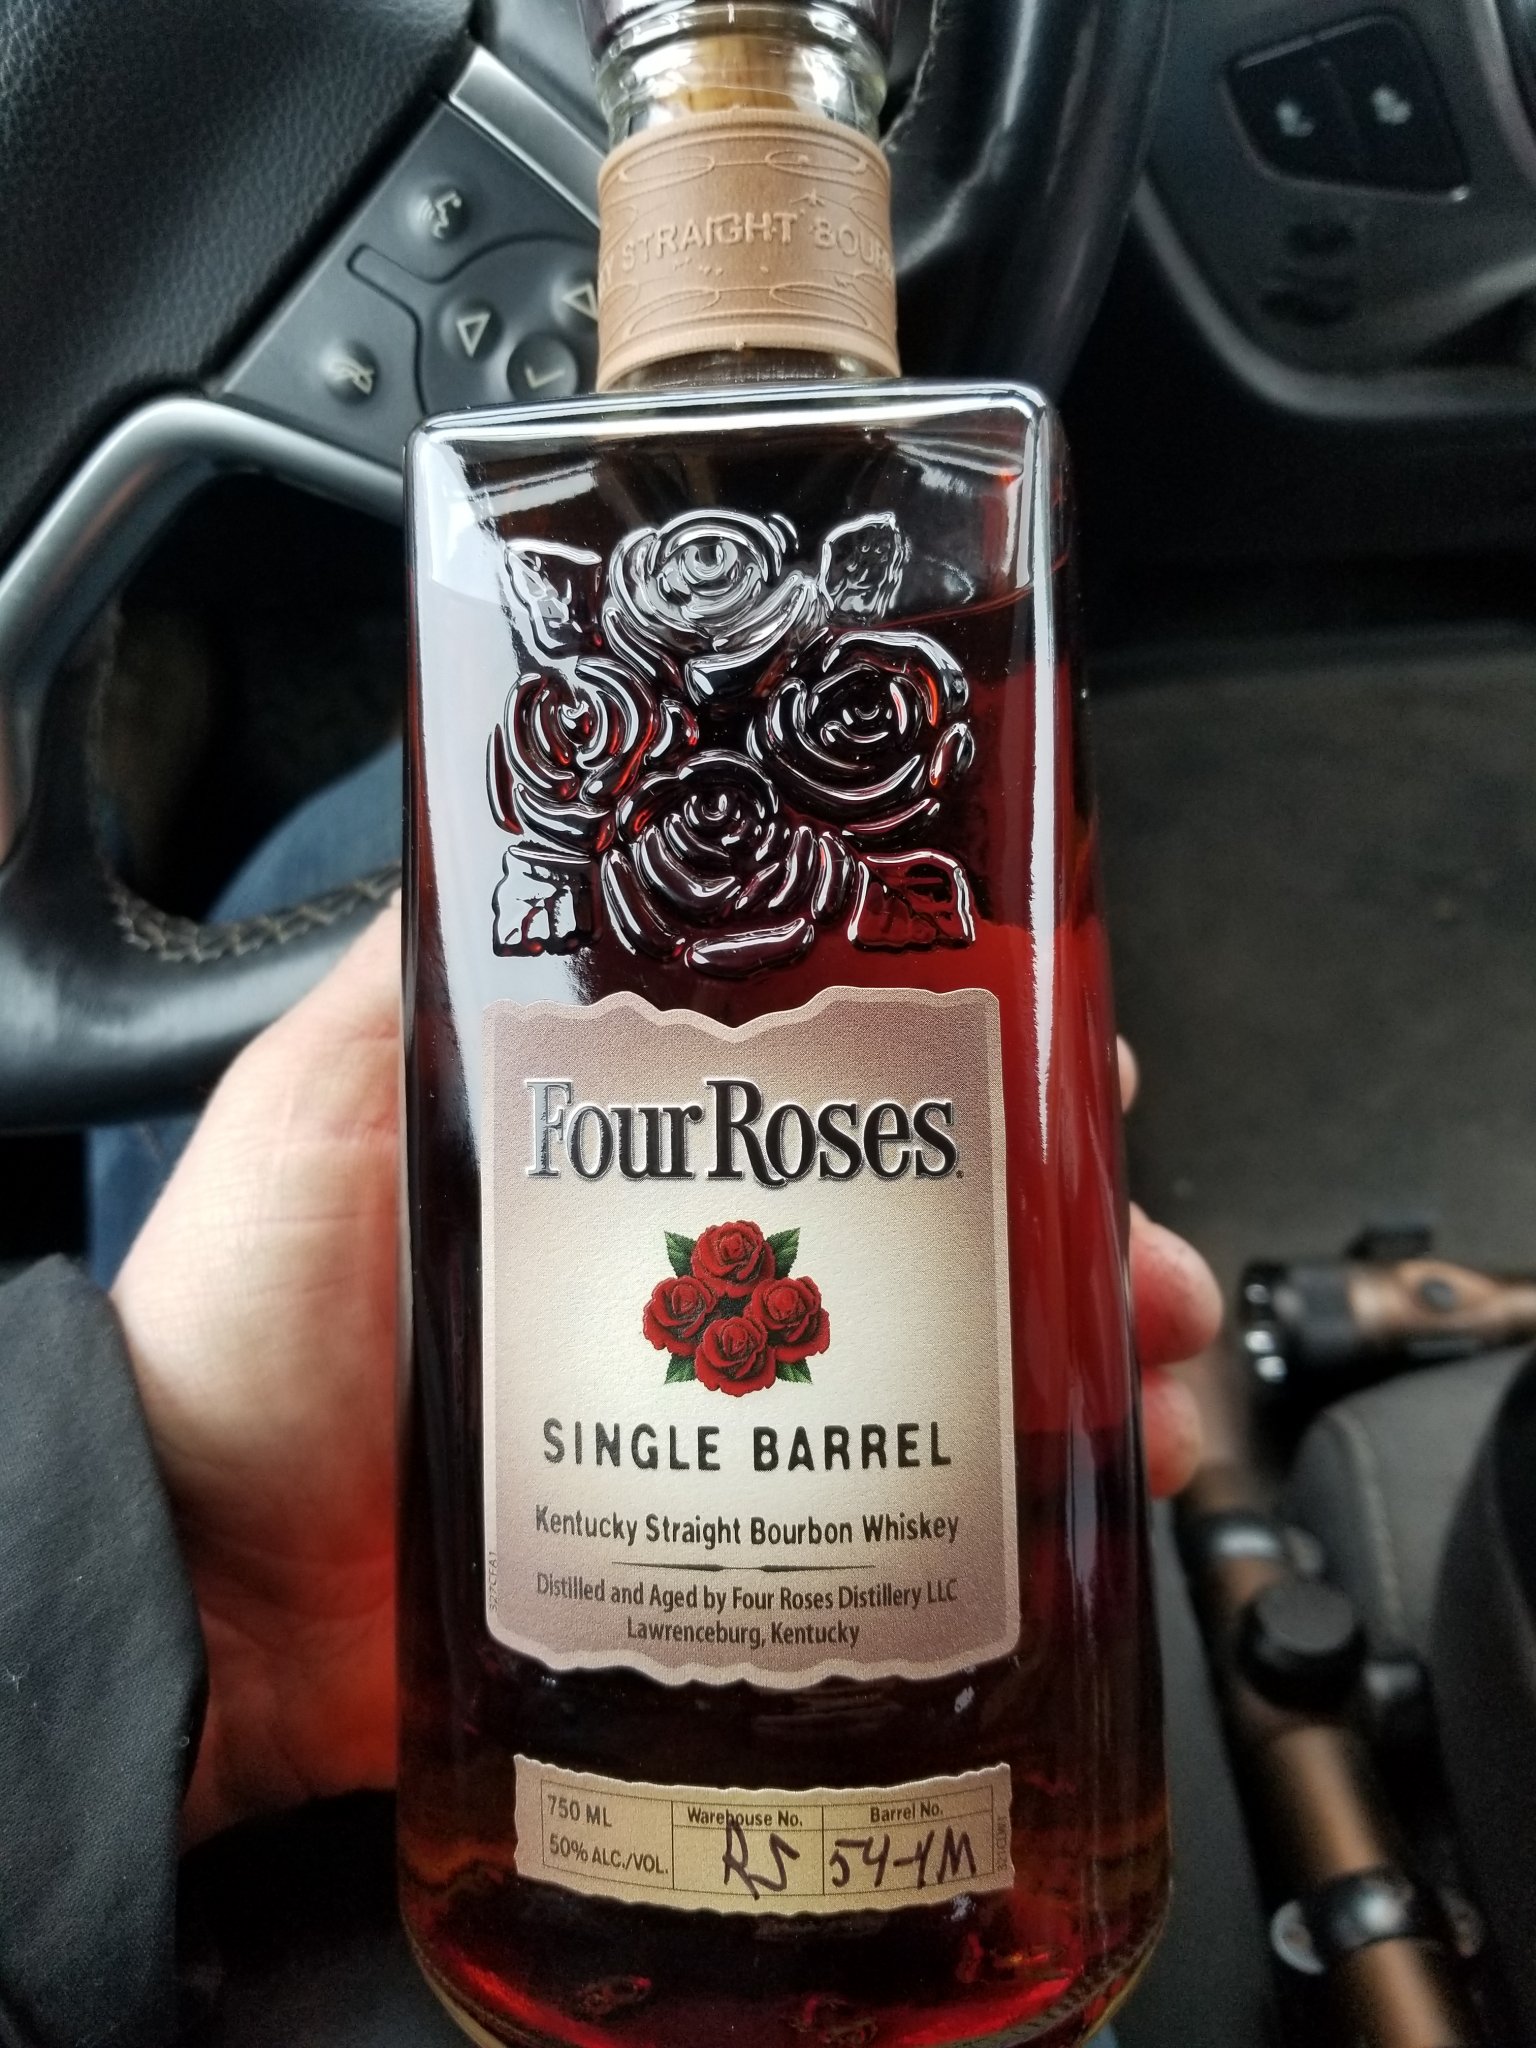 Y STRAIGHT BOUR
Four Roses.
SINGLE BARREL
Kentucky Straight Bourbon Whiskey
Distilled and Aged by Four Roses Distillery LLC
Lawrenceburg, Kentucky
750 ML
50% ALC./VOL.
Warehouse No.
RS
Barrel No.
54-4M